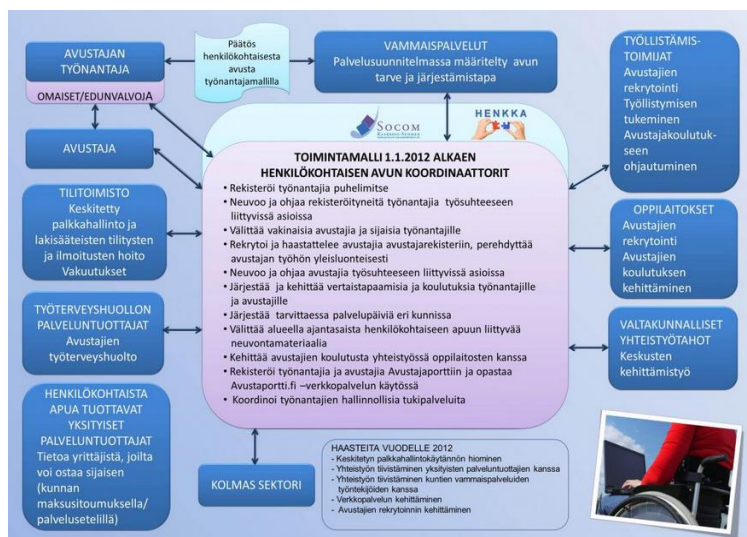 AVUSTAJAN
TYÖNANTAJA
OMAISET/EDUNVALVOJA
Päätös
henkilökohtaisesta
avusta
työnantajamallilla
VAMMAISPALVELUT
Palvelusuunnitelmassa määritelty avun
tarve ja järjestämistapa
TYÖLLISTÄMIS-
TOIMIJAT
Avustajien
rekrytointi
Työllistymisen
tukeminen
Avustajakoulutuk-
seen
ohjautuminen
AVUSTAJA
SOCOM
HENKKA
TOIMINTAMALLI 1.1.2012 ALKAEN
HENKILÖKOHTAISEN AVUN KOORDINAATTORIT
• Rekisteröi työnantajia puhelimitse
• Neuvoo ja ohjaa rekisteröityneitä työnantajia työsuhteeseen
liittyvissä asioissa
• Välittää vakinaisia avustajia ja sijaisia työnantajille
• Rekrytoi ja haastattelee avustajia avustajarekisteriin, perehdyttää
avustajan työhön yleisluonteisesti
• Neuvoo ja ohjaa avustajia työsuhteeseen liittyvissä asioissa
• Järjestää ja kehittää vertaistapaamisia ja koulutuksia työnantajille
ja avustajille
• Järjestää tarvittaessa palvelupäiviä eri kunnissa
• Välittää alueella ajantasaista henkilökohtaiseen apuun liittyvää
neuvontamateriaalia
• Kehittää avustajien koulutusta yhteistyössä oppilaitosten kanssa
• Rekisteröi työnantajia ja avustajia Avustajaporttiin ja opastaa
Avustaportti.fi –verkkopalvelun käytössä
• Koordinoi työnantajien hallinnollisia tukipalveluita
TILITOIMISTO
Keskitetty
palkkahallinto ja
lakisääteisten tilitysten
ja ilmoitusten hoito
Vakuutukset
TYÖTERVEYSHUOLLON
PALVELUNTUOTTAJAT
Avustajien
työterveyshuolto
HENKILÖKOHTAISTA
APUA TUOTTAVAT
YKSITYISET
PALVELUNTUOTTAJAT
Tietoa yrittäjistä, joilta
voi ostaa sijaisen
(kunnan
maksusitoumuksella/
palvelusetelillä)
OPPILAITOKSET
Avustajien
rekrytointi
Avustajien
koulutuksen
kehittäminen
VALTAKUNNALLISET
YHTEISTYÖTAHOT
Keskusten
kehittämistyö
KOLMAS SEKTORI
HAASTEITA VUODELLE 2012
- Keskitetyn palkkahallintokäytännön hiominen
- Yhteistyön tiivistäminen yksityisten palveluntuottajien kanssa
- Yhteistyön tiivistäminen kuntien vammaispalveluiden
työntekijöiden kanssa
- Verkkopalvelun kehittäminen
- Avustajien rekrytoinnin kehittäminen